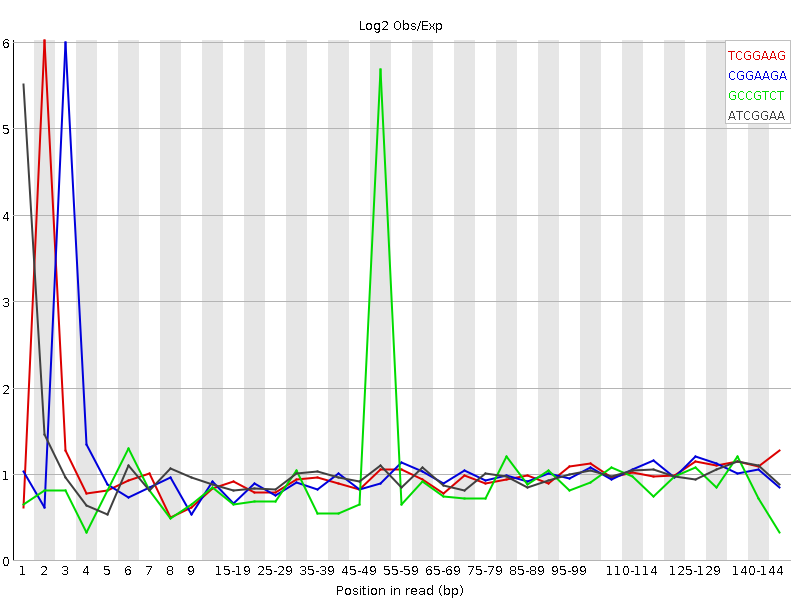 Log2 Obs/Exp
6
5
4
3
2
1
0
TCGGAAG
CGGAAGA
GCCGTCT
ATCGGAA
1 2 3 4 5 6 7 8 9 15-19 25-29 35-39 45-49 55-59 65-69 75-79 85-89 95-99 110-114 125-129 140-144
Position in read (bp)